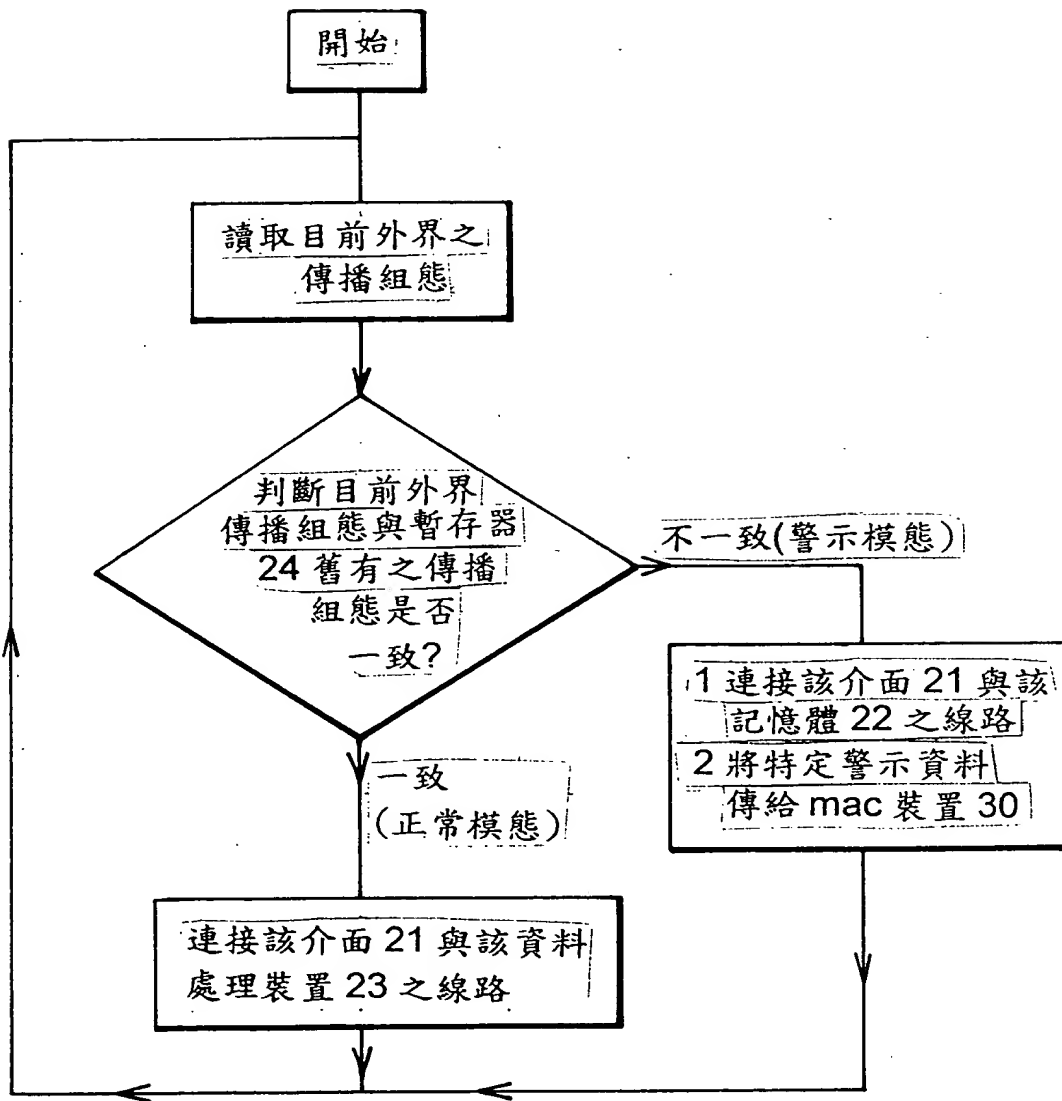 開始
讀取目前外界之
傳播組態
判斷目前外界
傳播組態與暫存器
24 舊有之傳播
組態是否
一致?
不一致(警示模態)
1 連接該介面 21 與該
記憶體 22 之線路
2 將特定警示資料
傳給 mac 裝置 30
一致
(正常模態)
連接該介面 21 與該資料
處理裝置 23 之線路